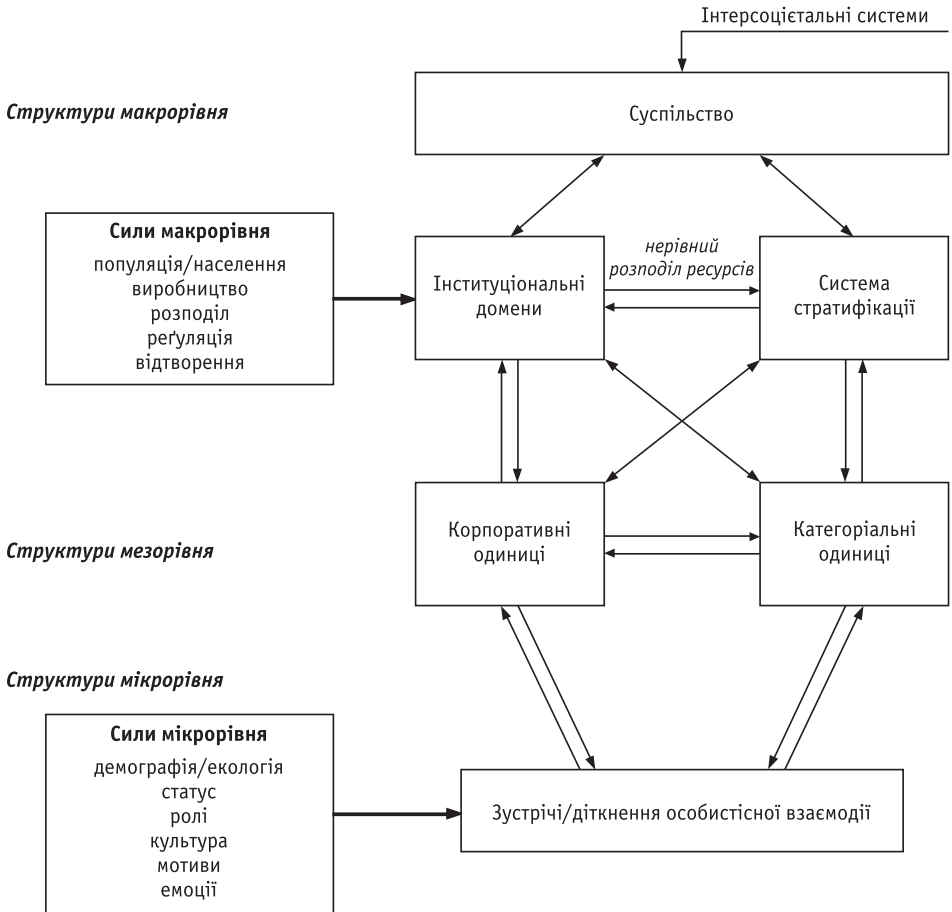 Інтерсоцієтальні системи
Структури макрорівня
Суспільство
Сили макрорівня
популяція/населення
виробництво
розподіл
реґуляція
відтворення
Інституціональні
домени
нерівний
розподіл ресурсів
Система
стратифікації
Структури мезорівня
Корпоративні
одиниці
Категоріальні
одиниці
Структури мікрорівня
Сили мікрорівня
демографія/екологія
статус
ролі
культура
мотиви
емоції
Зустрічі/діткнення особистісної взаємодії